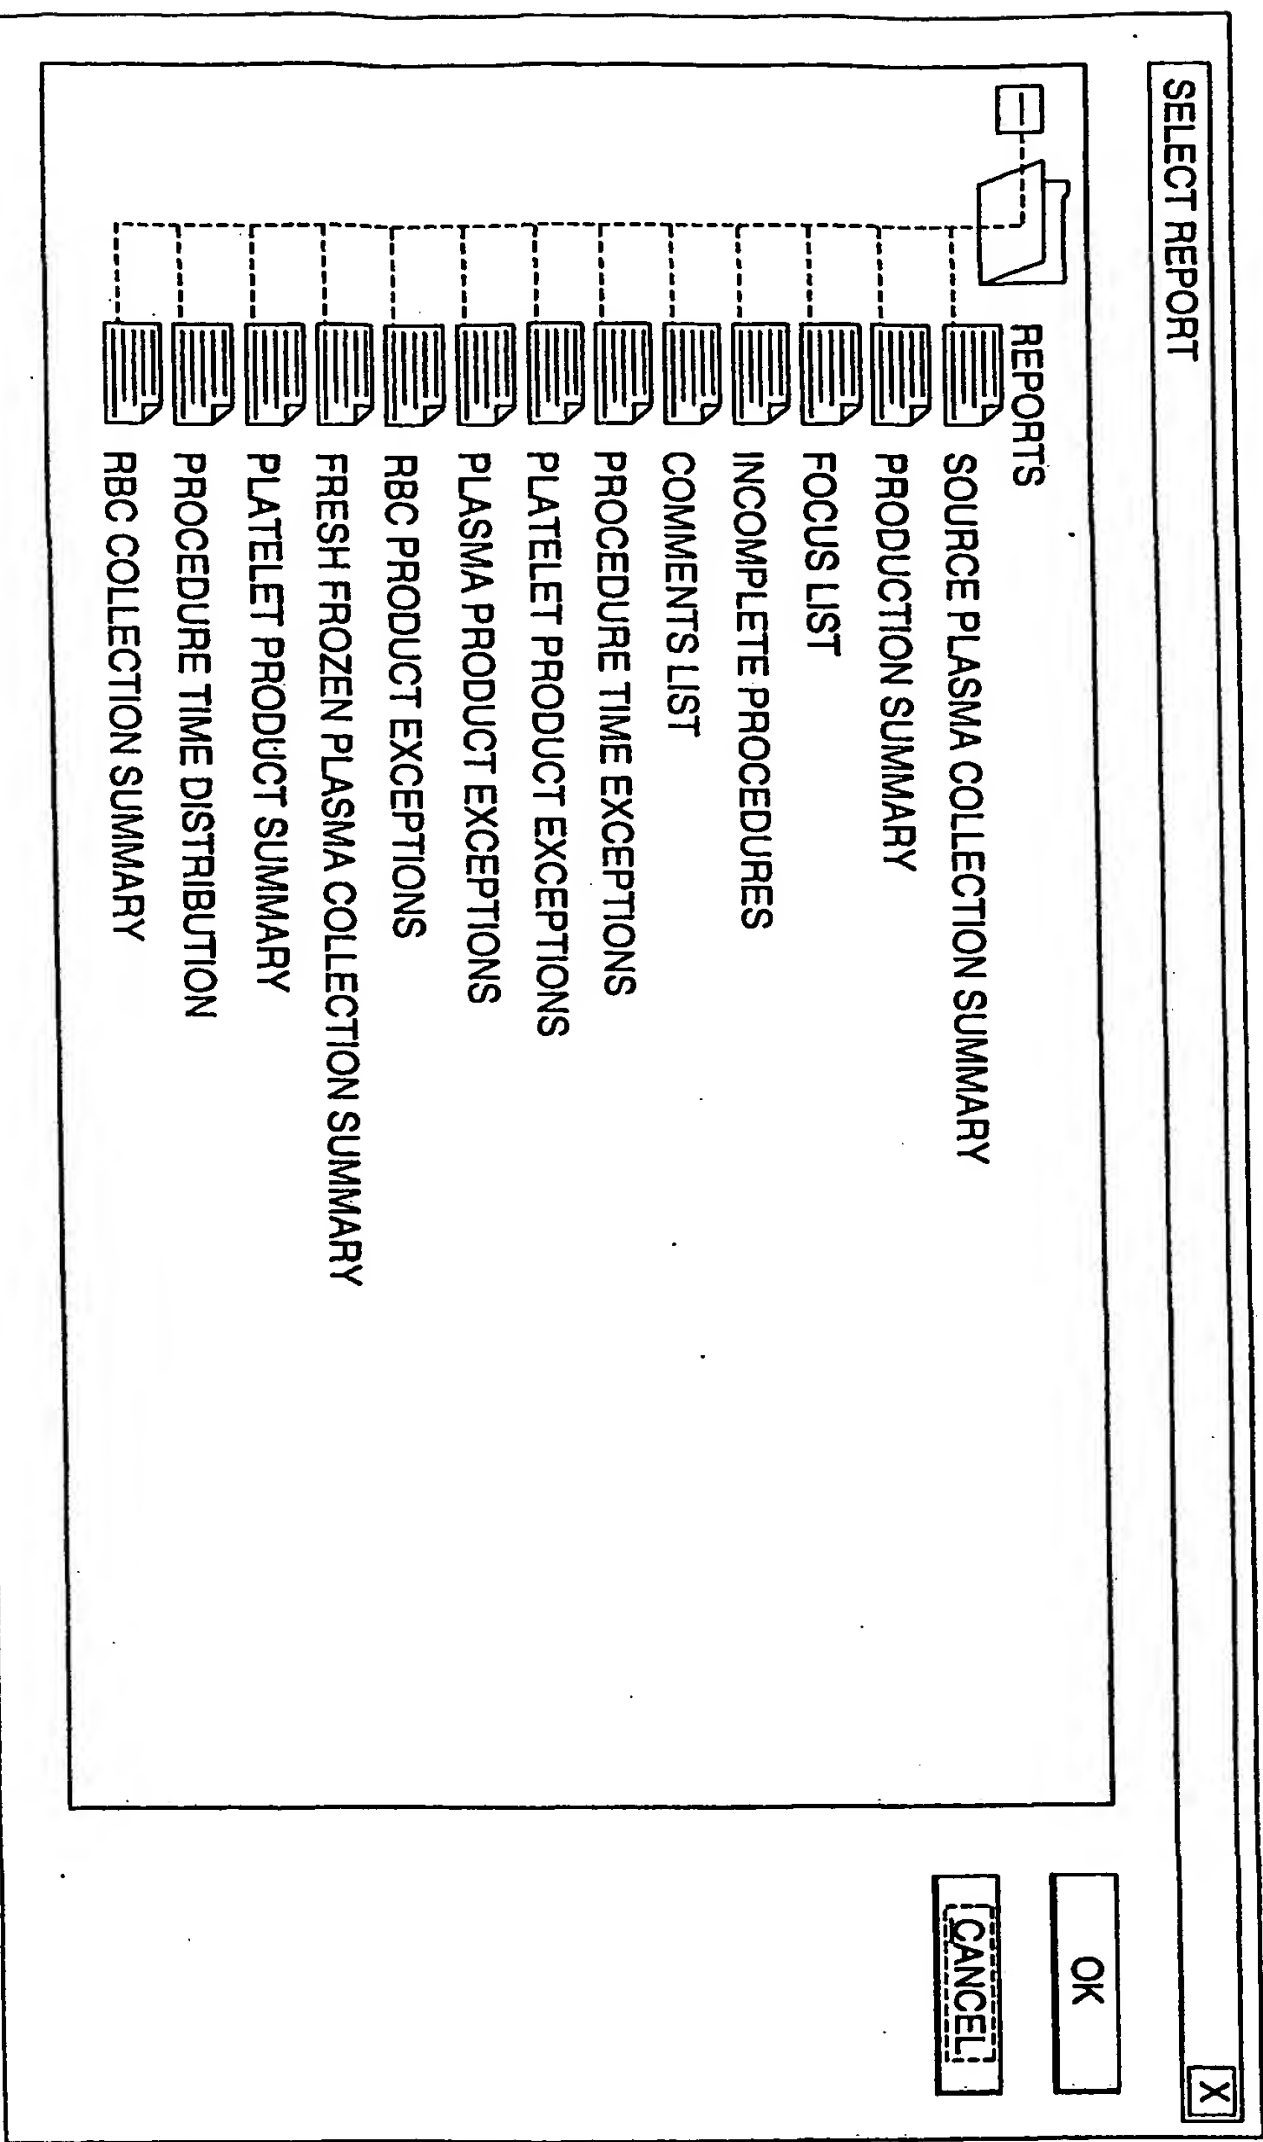 SELECT REPORT
X
REPORTS
SOURCE PLASMA COLLECTION SUMMARY
PRODUCTION SUMMARY
FOCUS LIST
INCOMPLETE PROCEDURES
COMMENTS LIST
PROCEDURE TIME EXCEPTIONS
PLATELET PRODUCT EXCEPTIONS
PLASMA PRODUCT EXCEPTIONS
RBC PRODUCT EXCEPTIONS
FRESH FROZEN PLASMA COLLECTION SUMMARY
PLATELET PRODUCT SUMMARY
PROCEDURE TIME DISTRIBUTION
RBC COLLECTION SUMMARY
OK
CANCEL